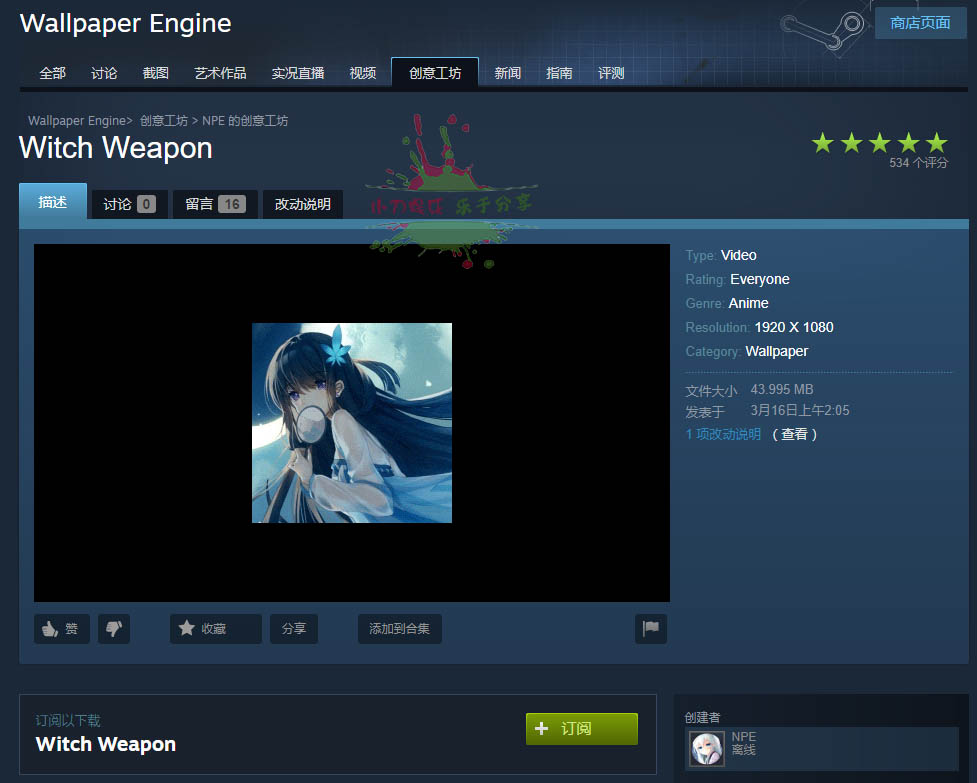 Wallpaper Engine
商店页面
全部 讨论 截图 艺术作品 实况直播 视频 创意工坊 新闻 指南 评测
Wallpaper Engine> 创意工坊 > NPE 的创意工坊
Witch Weapon
534 个评分
描述 讨论 0 留言 16 改动说明
小刀娱乐 乐于分享
Type: Video
Rating: Everyone
Genre: Anime
Resolution: 1920 X 1080
Category: Wallpaper
文件大小 43.995 MB
发表于 3月16日上午2:05
1 项改动说明 ( 查看 )
赞 收藏 分享 添加到合集
订阅以下载
Witch Weapon
订阅
创建者
NPE
离线